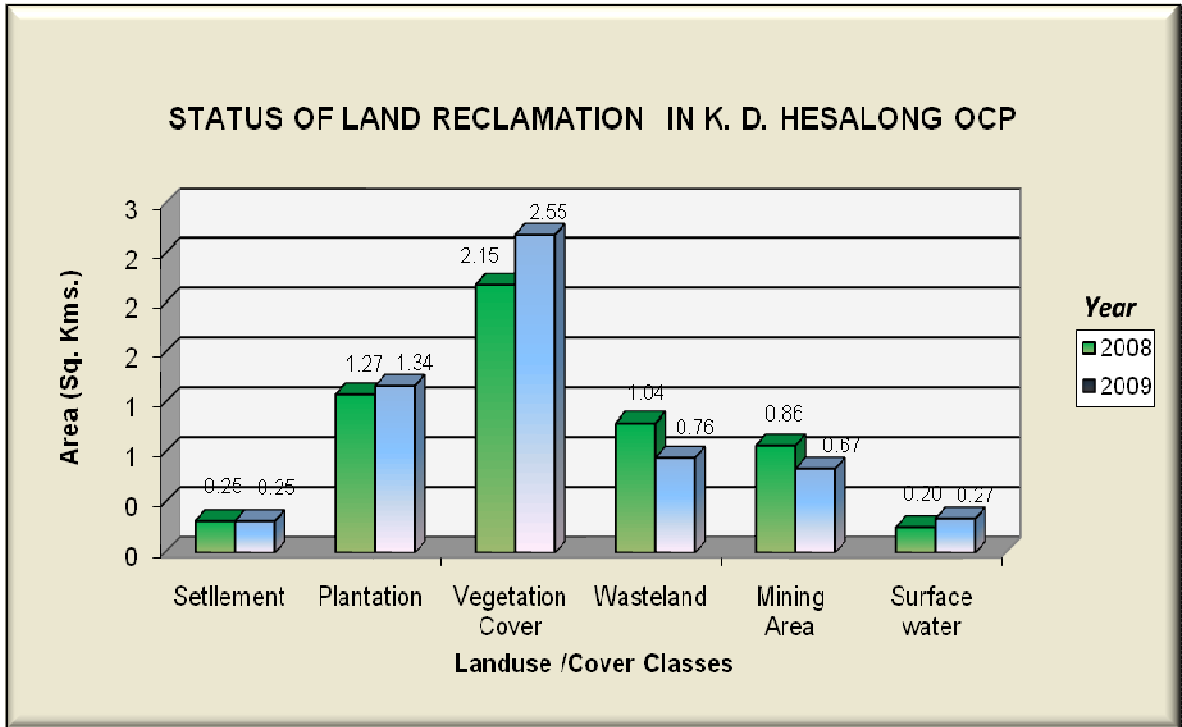 STATUS OF LAND RECLAMATION IN K. D. HESALONG OCP
3
2
2
2
1
1
0
0
Area (Sq. Kms.)
0.25 0.25
1.27 1.34
2.15 2.55
1.04 0.76
0.86 0.67
0.20 0.27
Setllement Plantation Vegetation Wasteland Mining Surface
Cover Area water
Landuse /Cover Classes
Year
2008
2009